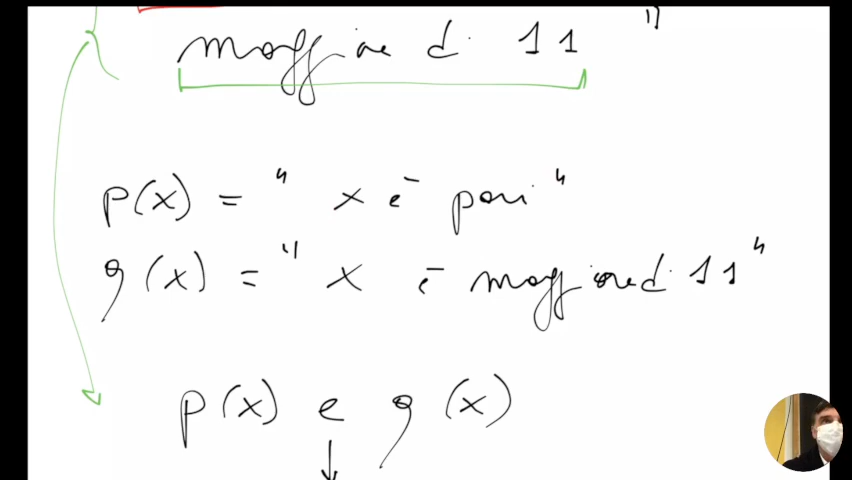 maggiore di 11 "
p(x) = " x è pari "
q(x) = " x è maggiore di 11 "
p(x) e q(x)